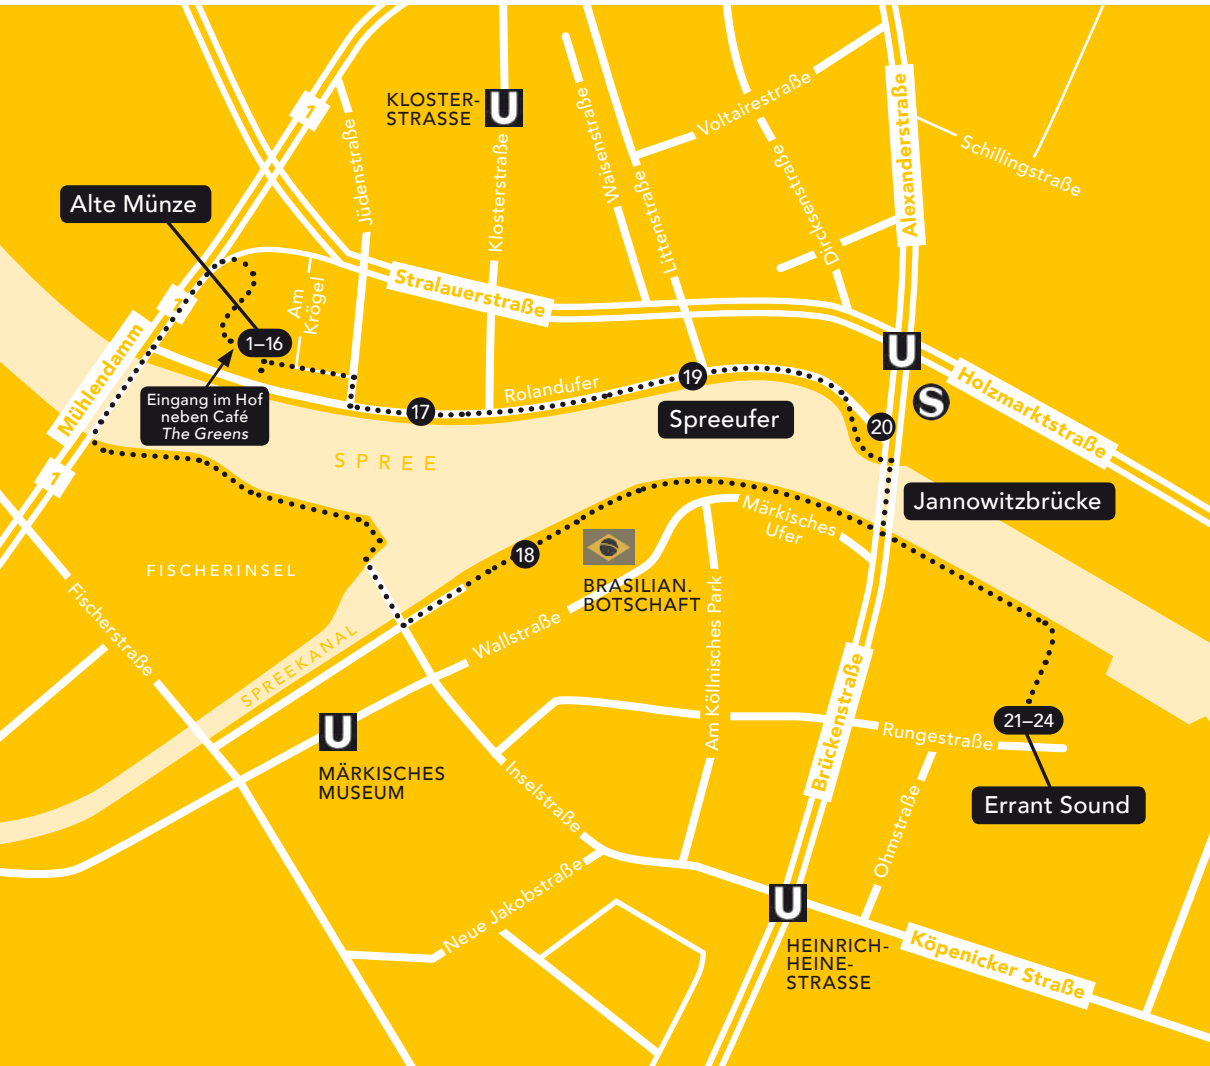 1
KLOSTER-
STRASSE
U
Voltairestraße
Alexanderstraße
Schillingstraße
Waisenstraße
Jüdenstraße
Klosterstraße
Littenstraße
Dircksenstraße
Alte Münze
Stralauerstraße
Am
Krögel
1
1–16
Mühlendamm
Eingang im Hof
neben Café
The Greens
17
Rolandufer
19
Spreeufer
20
U
S
Holzmarktstraße
SPREE
1
Jannowitzbrücke
Märkisches
Ufer
18
BRASILIAN.
BOTSCHAFT
FISCHERINSEL
Fischerstraße
SPREEKANAL
Wallstraße
Am Köllnisches Park
Brückenstraße
21–24
Rungestraße
U
MÄRKISCHES
MUSEUM
Inselstraße
Errant Sound
Ohmstraße
Neue Jakobstraße
U
HEINRICH-
HEINE-
STRASSE
Köpenicker Straße